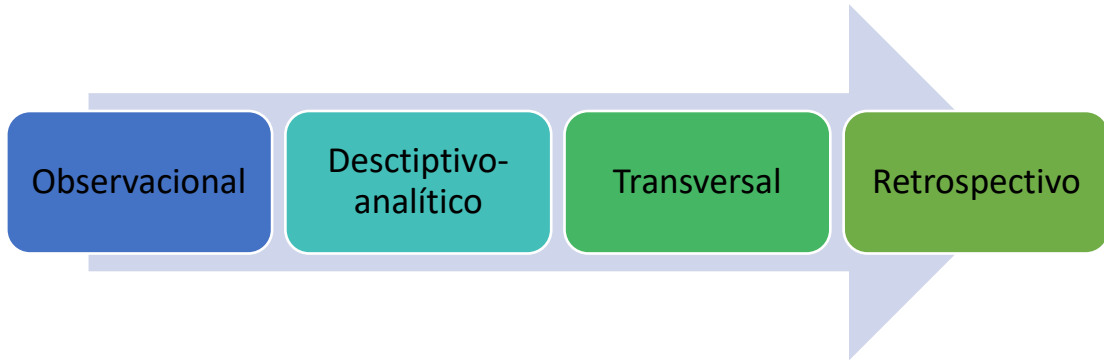 Observacional
Desctiptivo-
analítico
Transversal
Retrospectivo